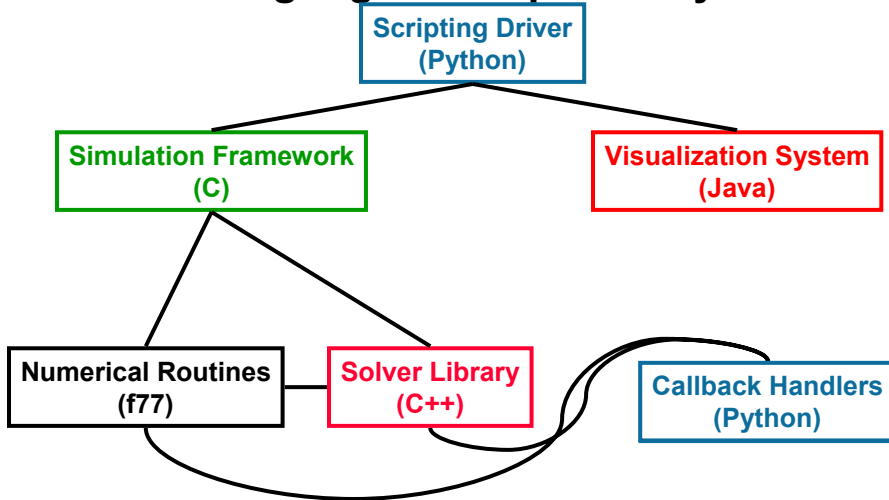 Scripting Driver
(Python)
Simulation Framework
(C)
Visualization System
(Java)
Numerical Routines
(f77)
Solver Library
(C++)
Callback Handlers
(Python)